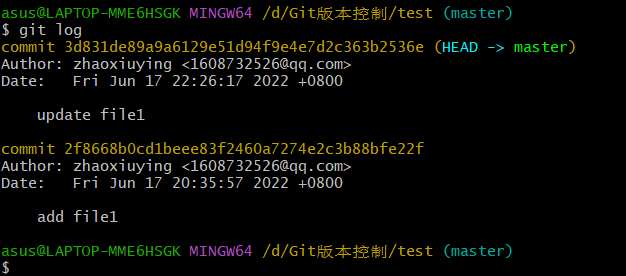 asus@LAPTOP-MME6HSGK MINGW64 /d/Git版本控制/test (master)
$ git log
commit 3d831de89a9a6129e51d94f9e4e7d2c363b2536e (HEAD -> master)
Author: zhaoxiuying <1608732526@qq.com>
Date:   Fri Jun 17 22:26:17 2022 +0800
    update file1
commit 2f8668b0cd1beee83f2460a7274e2c3b88bfe22f
Author: zhaoxiuying <1608732526@qq.com>
Date:   Fri Jun 17 20:35:57 2022 +0800
    add file1
asus@LAPTOP-MME6HSGK MINGW64 /d/Git版本控制/test (master)
$